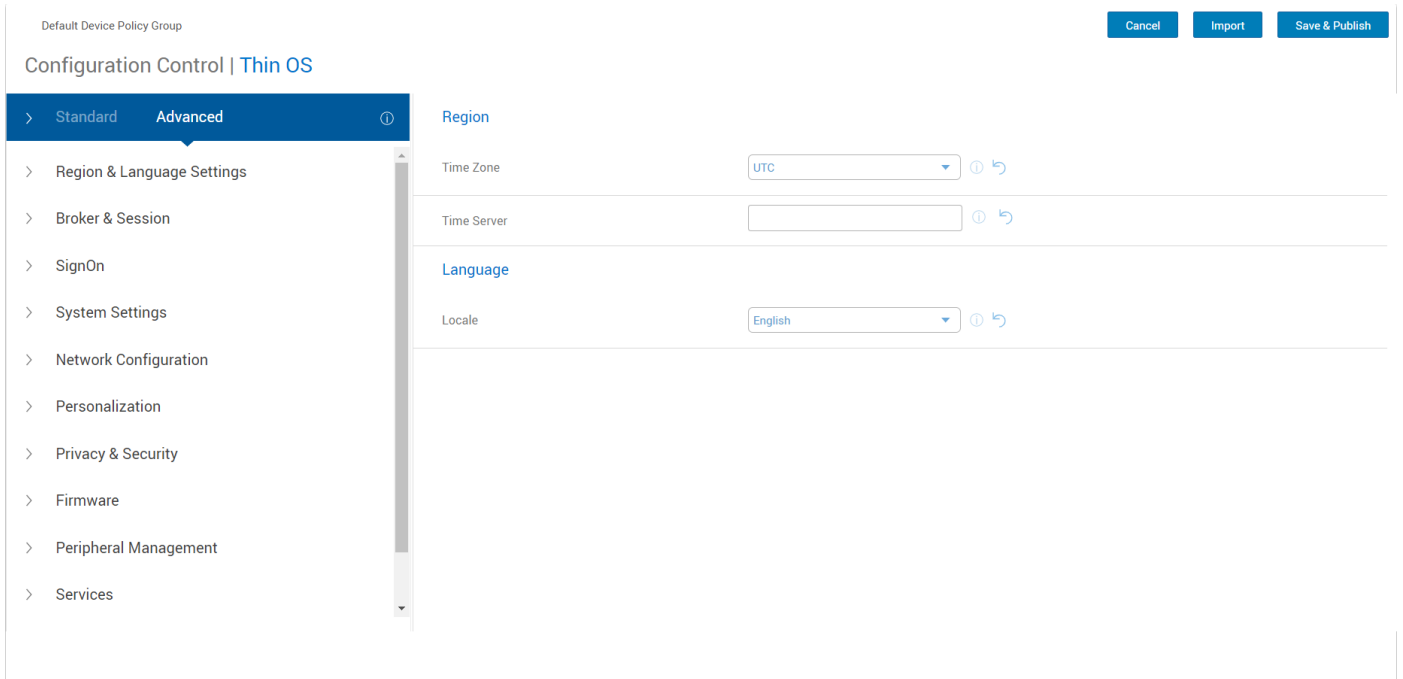 Default Device Policy Group
Cancel
Import
Save & Publish
Configuration Control | Thin OS
Standard
Advanced
Region & Language Settings
Broker & Session
SignOn
System Settings
Network Configuration
Personalization
Privacy & Security
Firmware
Peripheral Management
Services
Region
Time Zone
UTC
Time Server
Language
Locale
English